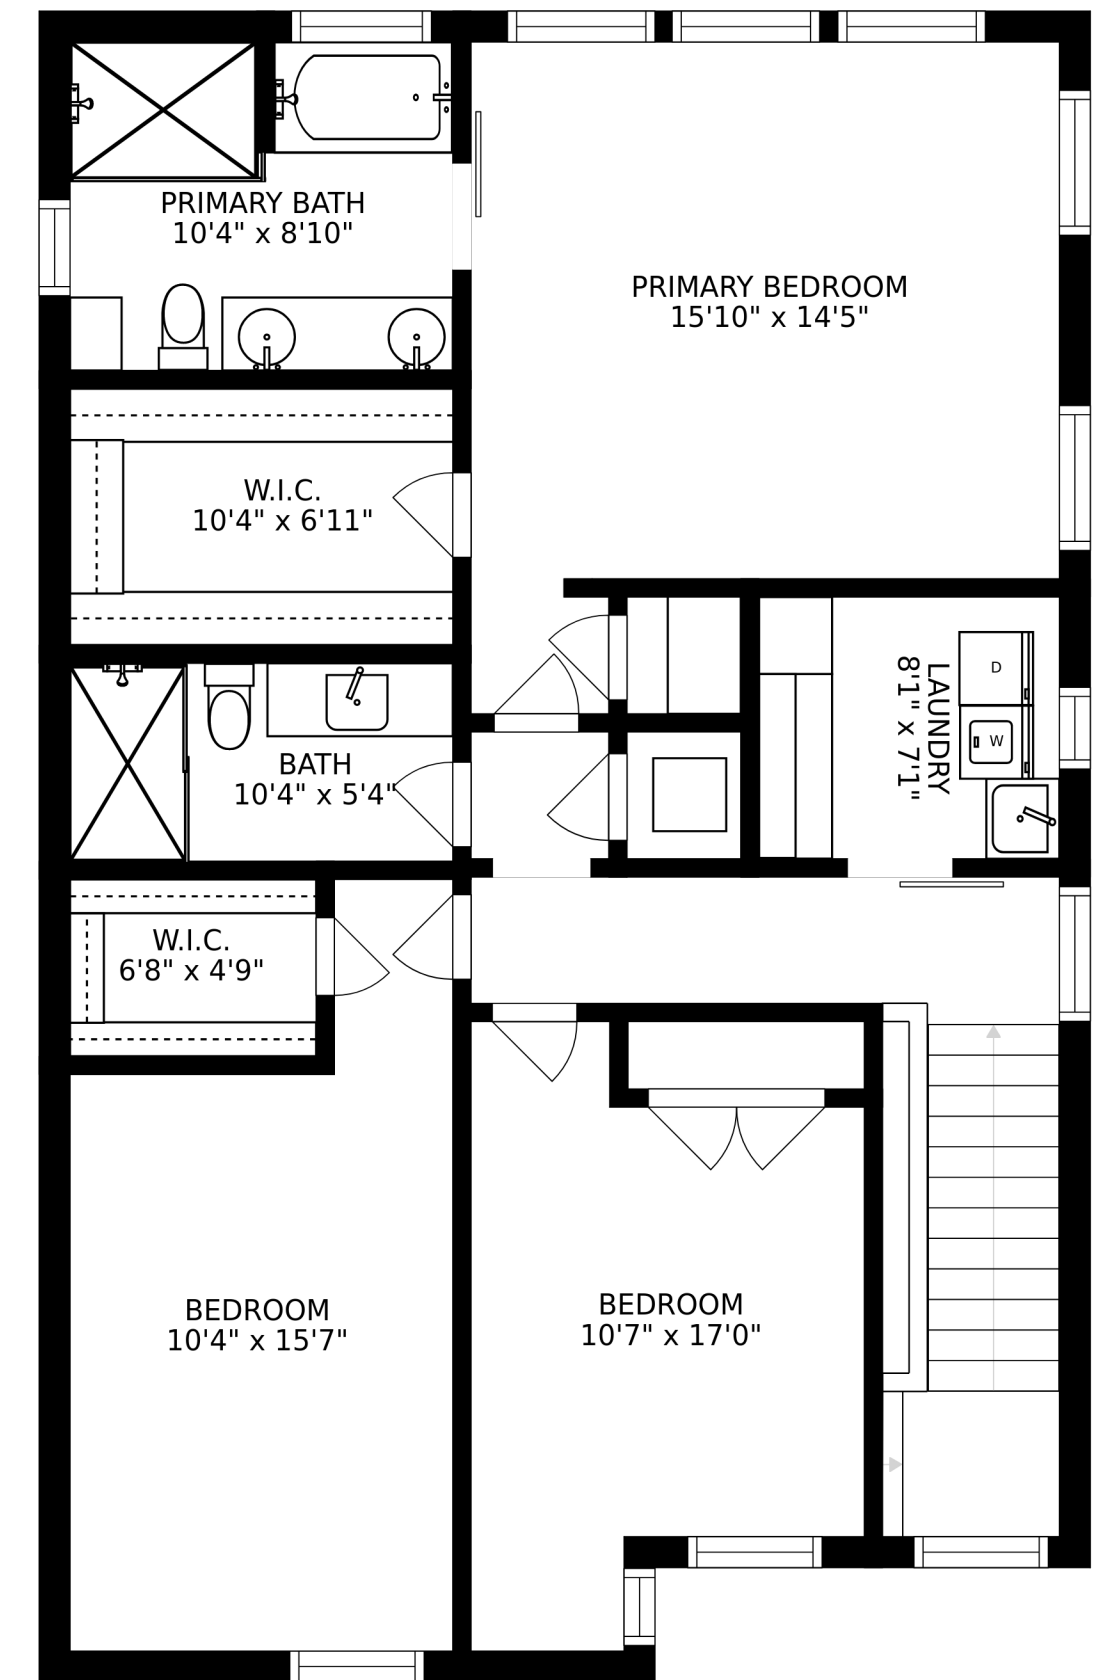 PRIMARY BATH
10'4" x 8'10"
PRIMARY BEDROOM
15'10" x 14'5"
W.I.C.
10'4" x 6'11"
LAUNDRY
8'1" x 7'1"
D
W
BATH
10'4" x 5'4"
W.I.C.
6'8" x 4'9"
BEDROOM
10'4" x 15'7"
BEDROOM
10'7" x 17'0"